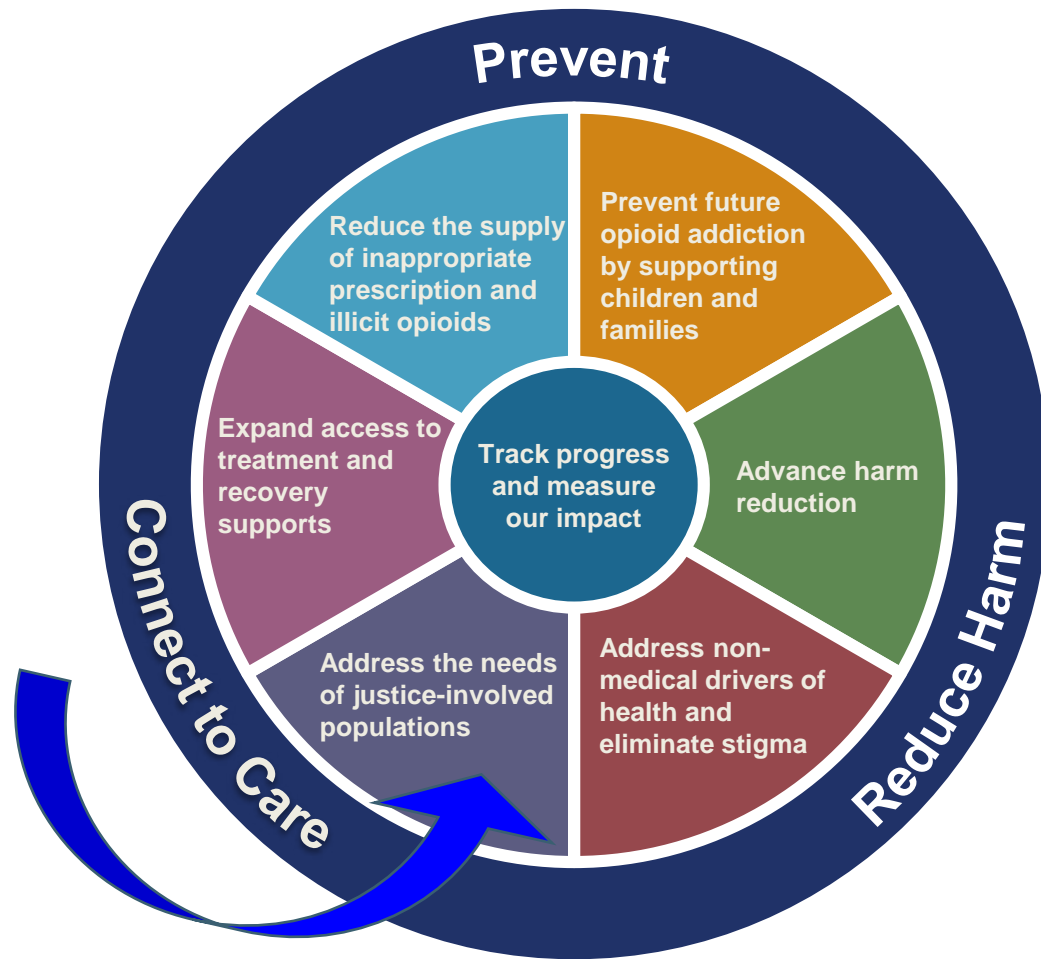 Prevent
Reduce the supply
of inappropriate
prescription and
illicit opioids
Prevent future
opioid addiction
by supporting
children and
families
Expand access to
treatment and
recovery
supports
Track progress
and measure
our impact
Advance harm
reduction
Address the needs
of justice-involved
populations
Address non-
medical drivers of
health and
eliminate stigma
Connect to Care
Reduce Harm